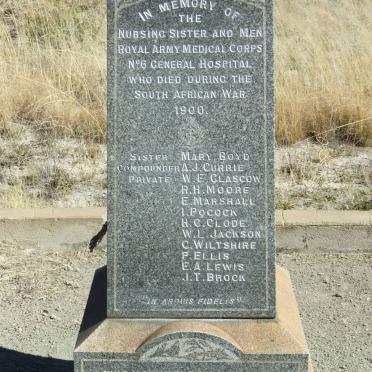 IN MEMORY OF
THE
NURSING SISTER AND MEN
ROYAL ARMY MEDICAL CORPS
No 6 GENERAL HOSPITAL
WHO DIED DURING THE
SOUTH AFRICAN WAR
1900.
SISTER MARY BOYD
COMPOUNDER A.J. CURRIE
PRIVATE W.F. GLASCOW
R.H. MOORE
E. MARSHALL
I. POCOCK
H.C. CLODE
W.L. JACKSON
C. WILTSHIRE
P. ELLIS
E.A. LEWIS
J.T. BROCK
"IN ARDUIS FIDELIS"